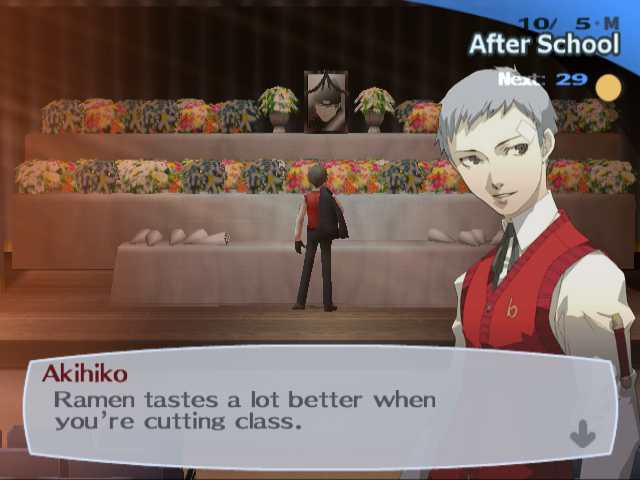 10/ 5・M
After School
Next: 29
Akihiko
Ramen tastes a lot better when
you're cutting class.